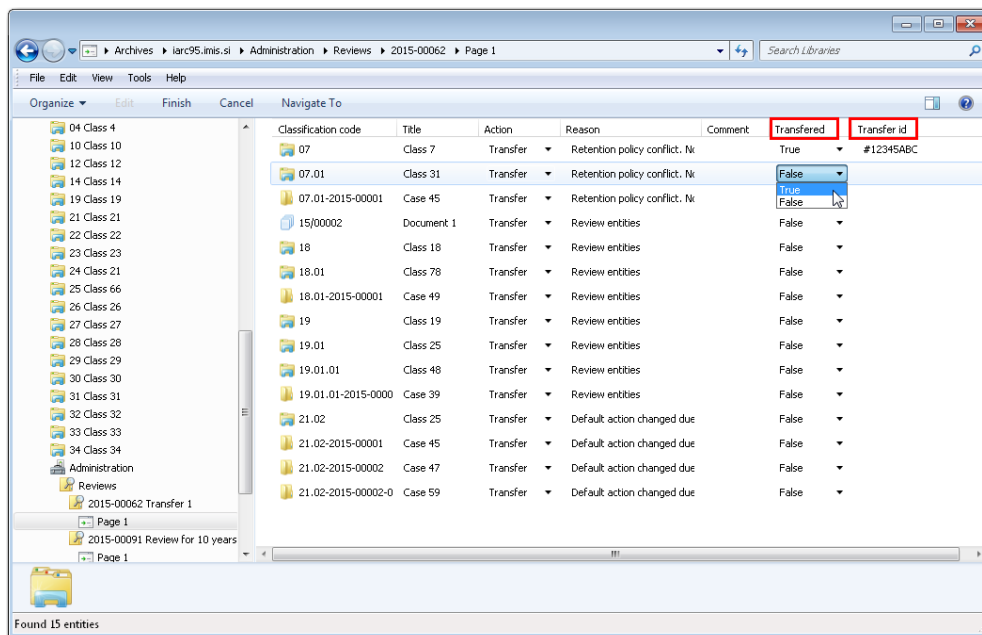 Archives ▸ iarc95.imis.si ▸ Administration ▸ Reviews ▸ 2015-00062 ▸ Page 1 Search Libraries
File Edit View Tools Help
Organize Edit Finish Cancel Navigate To
04 Class 4
10 Class 10
12 Class 12
14 Class 14
19 Class 19
21 Class 21
22 Class 22
23 Class 23
24 Class 21
25 Class 66
26 Class 26
27 Class 27
28 Class 28
29 Class 29
30 Class 30
31 Class 31
32 Class 32
33 Class 33
34 Class 34
Administration
Reviews
2015-00062 Transfer 1
Page 1
2015-00091 Review for 10 years
Page 1
Classification code Title Action Reason Comment Transfered Transfer id
07 Class 7 Transfer Retention policy conflict. No True #12345ABC
07.01 Class 31 Transfer Retention policy conflict. No False
True
False
07.01-2015-00001 Case 45 Transfer Retention policy conflict. No
15/00002 Document 1 Transfer Review entities False
18 Class 18 Transfer Review entities False
18.01 Class 78 Transfer Review entities False
18.01-2015-00001 Case 49 Transfer Review entities False
19 Class 19 Transfer Review entities False
19.01 Class 25 Transfer Review entities False
19.01.01 Class 48 Transfer Review entities False
19.01.01-2015-0000 Case 39 Transfer Review entities False
21.02 Class 25 Transfer Default action changed due False
21.02-2015-00001 Case 45 Transfer Default action changed due False
21.02-2015-00002 Case 47 Transfer Default action changed due False
21.02-2015-00002-0 Case 59 Transfer Default action changed due False
Found 15 entities